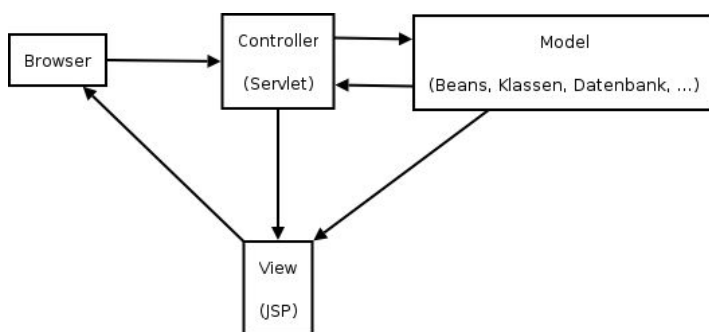 Browser
Controller
(Servlet)
Model
(Beans, Klassen, Datenbank, ...)
View
(JSP)